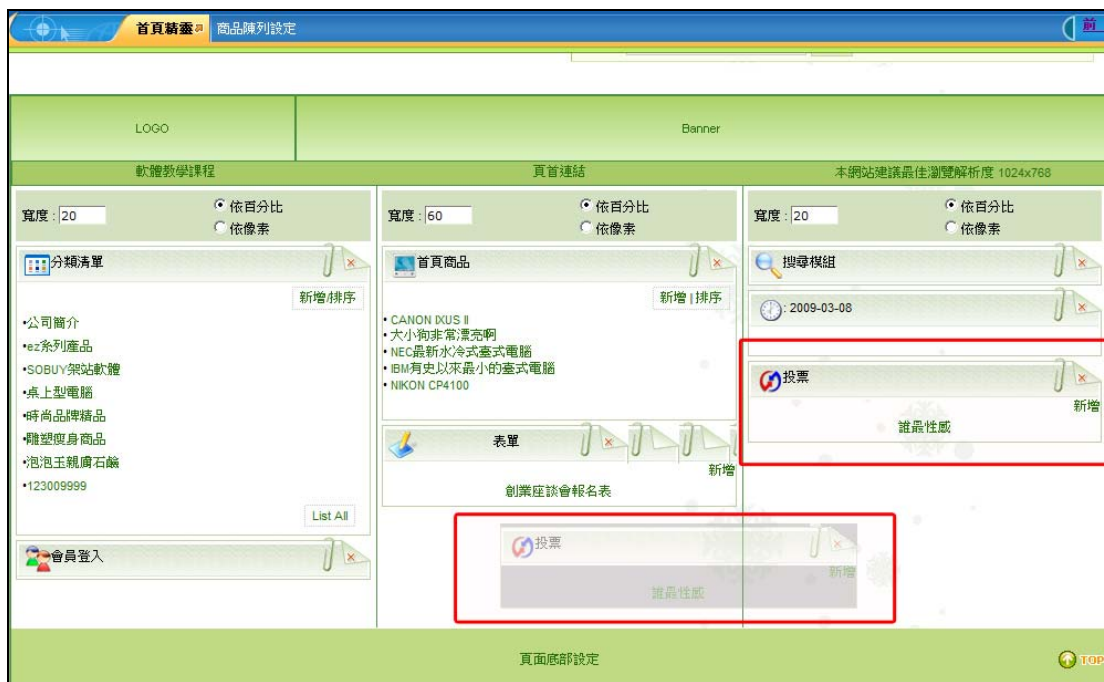 首頁精靈 商品陳列設定 前
LOGO Banner
軟體教學課程 頁首連結 本網站建議最佳瀏覽解析度 1024x768
寬度 : 20
依百分比
依像素
分類清單
新增/排序
•公司簡介
•ez系列產品
•SOBUY架站軟體
•桌上型電腦
•時尚品牌精品
•雕塑瘦身商品
•泡泡玉親膚石鹼
•123009999
List All
會員登入
寬度 : 60
依百分比
依像素
首頁商品
新增 | 排序
• CANON IXUS II
• 大小狗非常漂亮啊
• NEC最新水冷式臺式電腦
• IBM有史以來最小的臺式電腦
• NIKON CP4100
表單
新增
創業座談會報名表
投票
新增
誰最性感
寬度 : 20
依百分比
依像素
搜尋模組
: 2009-03-08
投票
新增
誰最性感
頁面底部設定
TOP